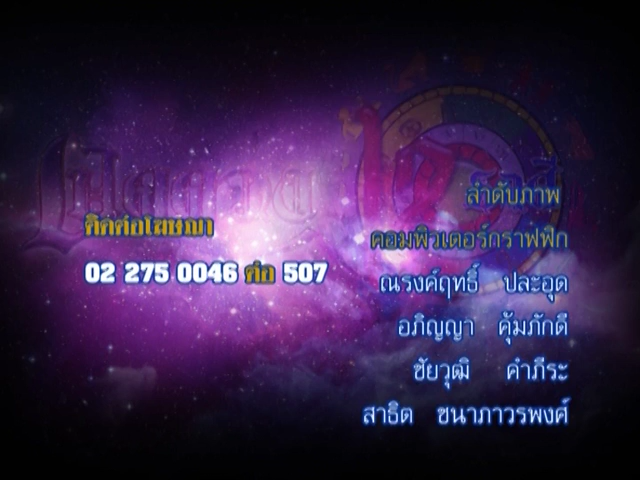 ติดต่อโฆษณา
02 275 0046 ต่อ 507
ลำดับภาพ
คอมพิวเตอร์กราฟฟิก
ณรงค์ฤทธิ์ ปละอุด
อภิญญา คุ้มภักดี
ชัยวุฒิ คำภีระ
สาธิต ชนาภาวรพงศ์